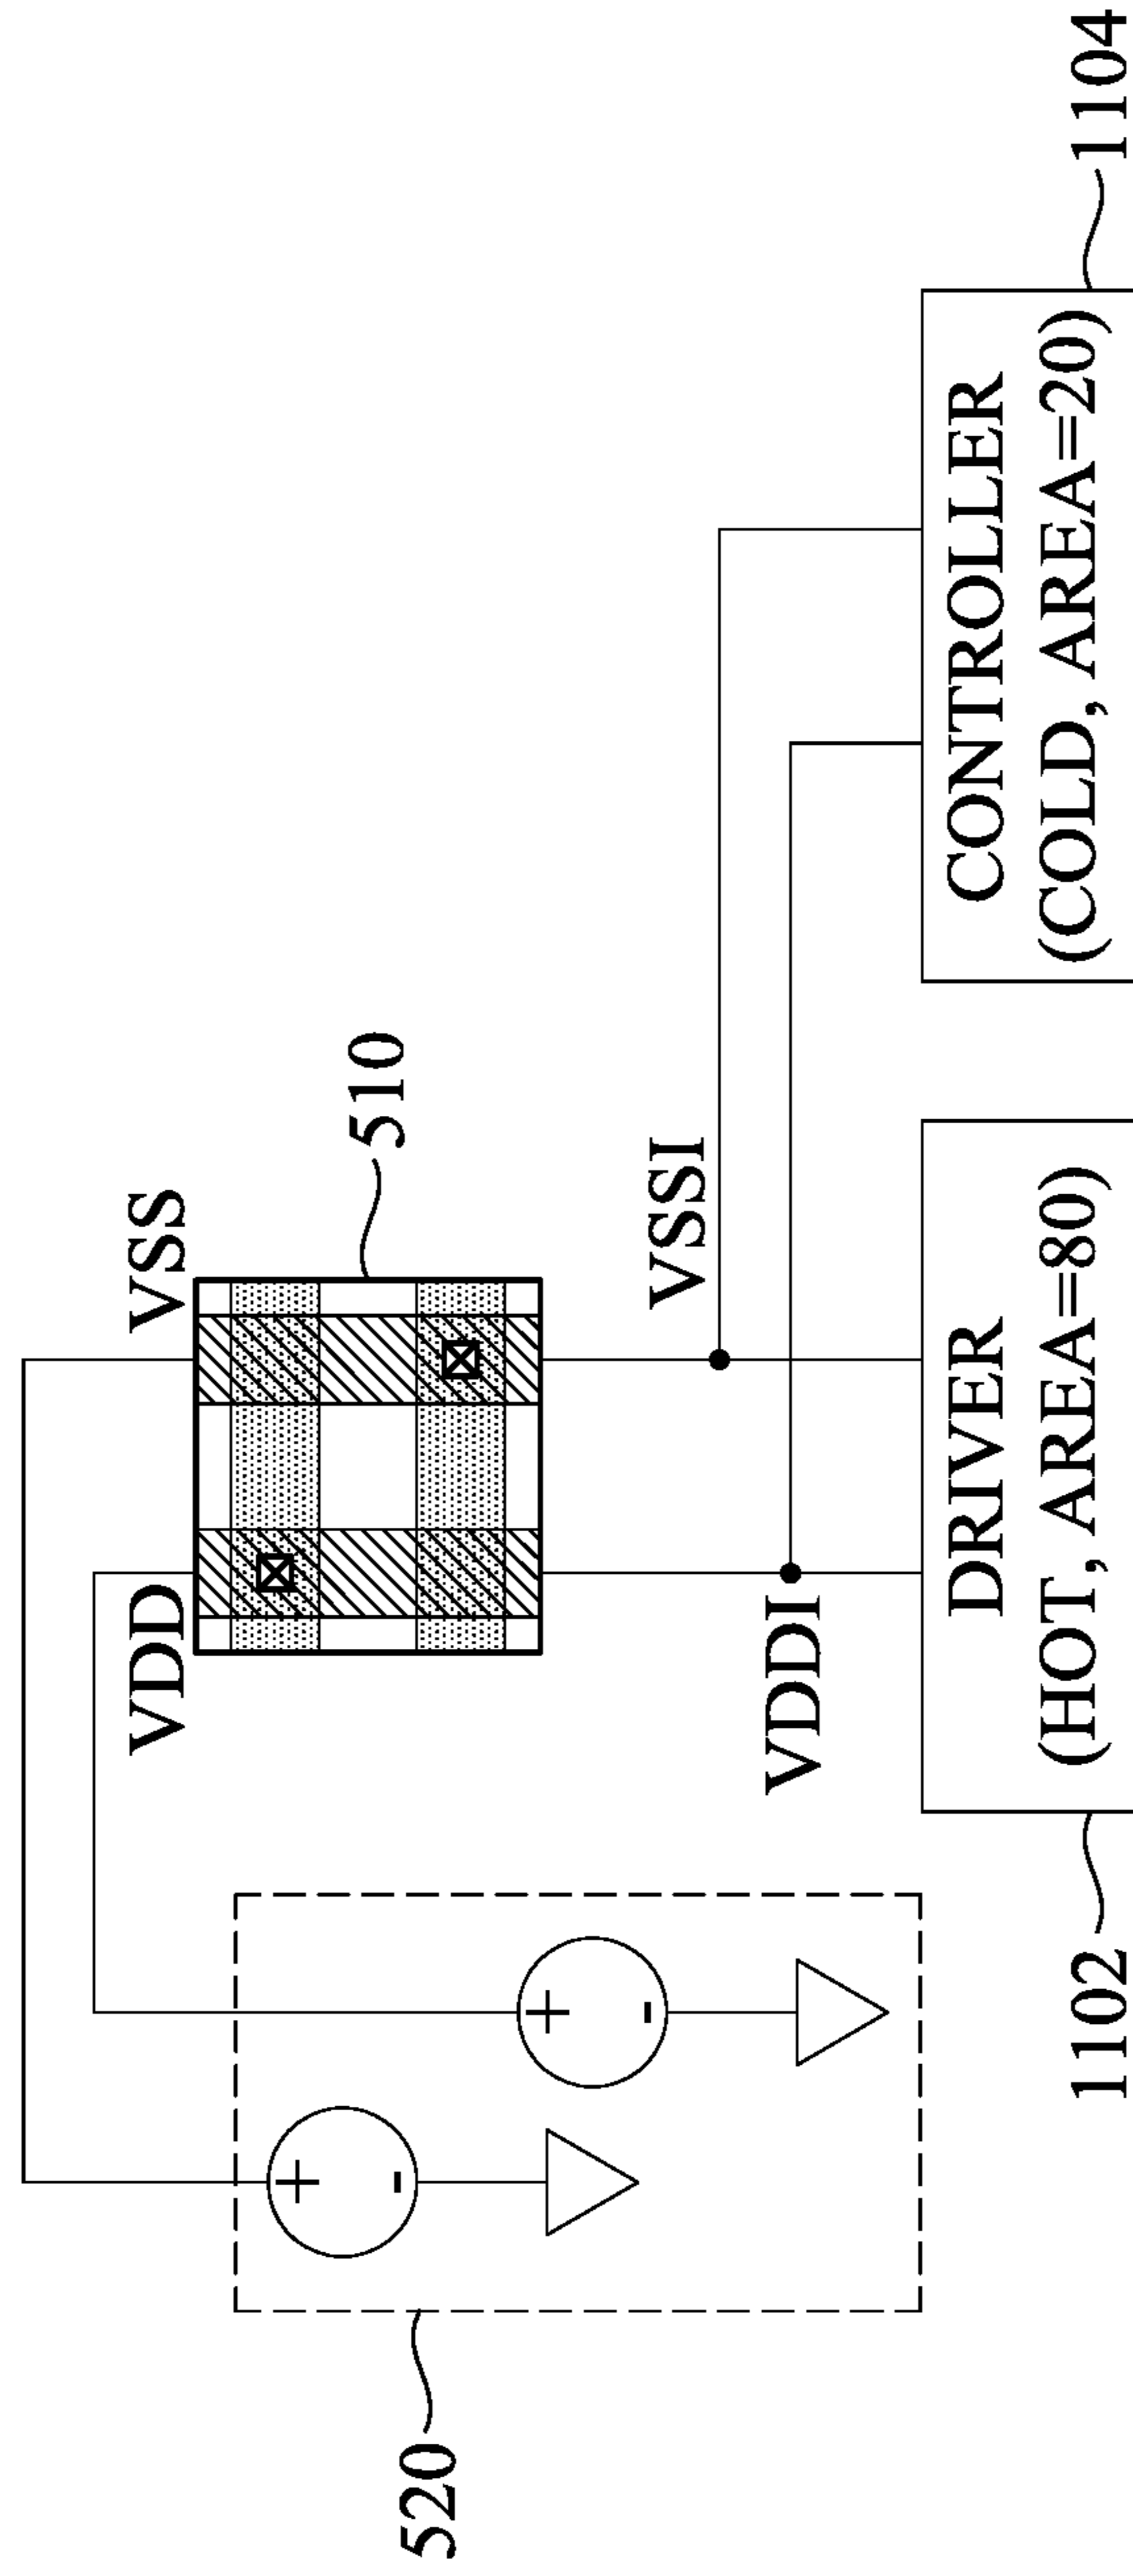 VDD
VSS
510
520
VSSI
VDDI
DRIVER
(HOT, AREA=80)
CONTROLLER
(COLD, AREA=20)
1102
1104
+
-
+
-